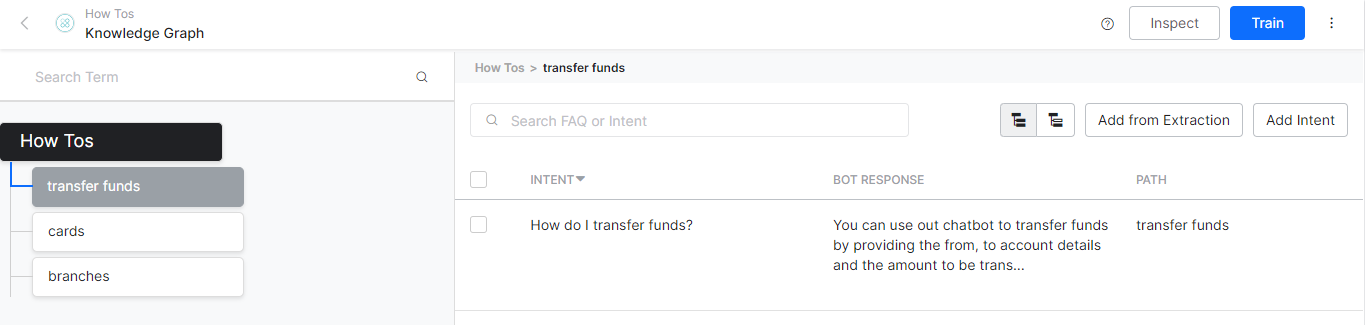 How Tos
Knowledge Graph
Inspect
Train
Search Term
How Tos > transfer funds
Search FAQ or Intent
Add from Extraction
Add Intent
How Tos
transfer funds
cards
branches
INTENT
BOT RESPONSE
PATH
How do I transfer funds?
You can use out chatbot to transfer funds
by providing the from, to account details
and the amount to be trans...
transfer funds